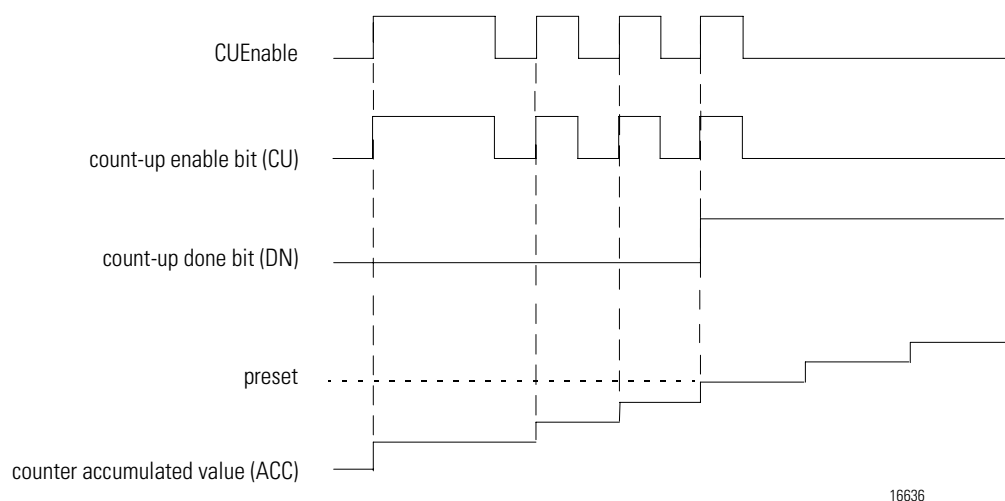 CUEnable
count-up enable bit (CU)
count-up done bit (DN)
preset
counter accumulated value (ACC)
16636